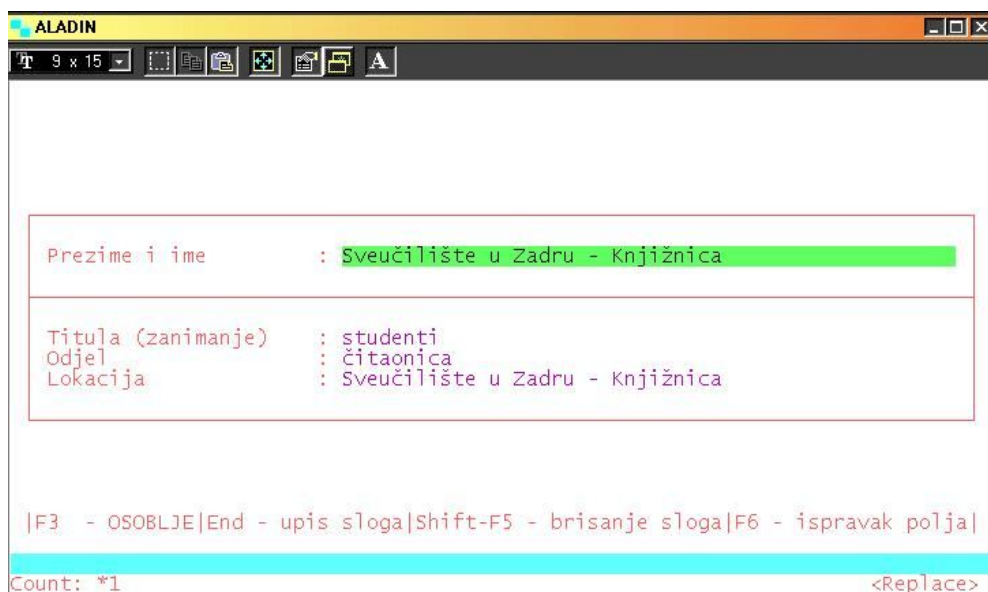 ALADIN
9 x 15
A
Prezime i ime : Sveučilište u Zadru - Knjižnica
Titula (zanimanje) : studenti
Odjel : čitaonica
Lokacija : Sveučilište u Zadru - Knjižnica
|F3 - OSOBLJE|End - upis sloga|Shift-F5 - brisanje sloga|F6 - ispravak polja|
Count: *1 <Replace>